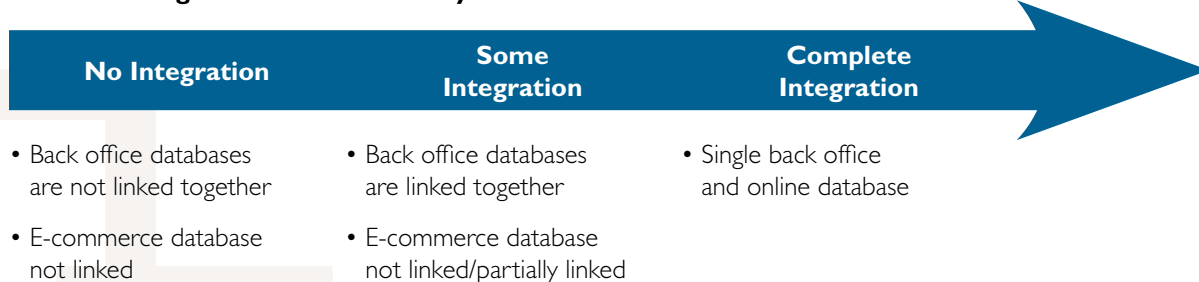 No Integration
Some
Integration
Complete
Integration
• Back office databases
are not linked together
• E-commerce database
not linked
• Back office databases
are linked together
• E-commerce database
not linked/partially linked
• Single back office
and online database